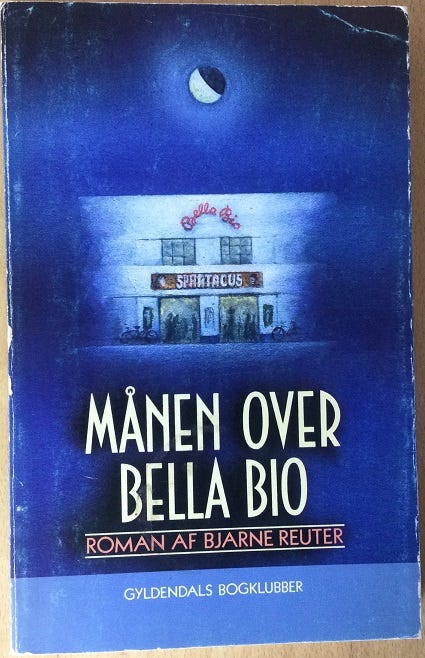 Bella Bio
SPARTACUS
MÅNEN OVER
BELLA BIO
ROMAN AF BJARNE REUTER
GYLDENDALS BOGKLUBBER